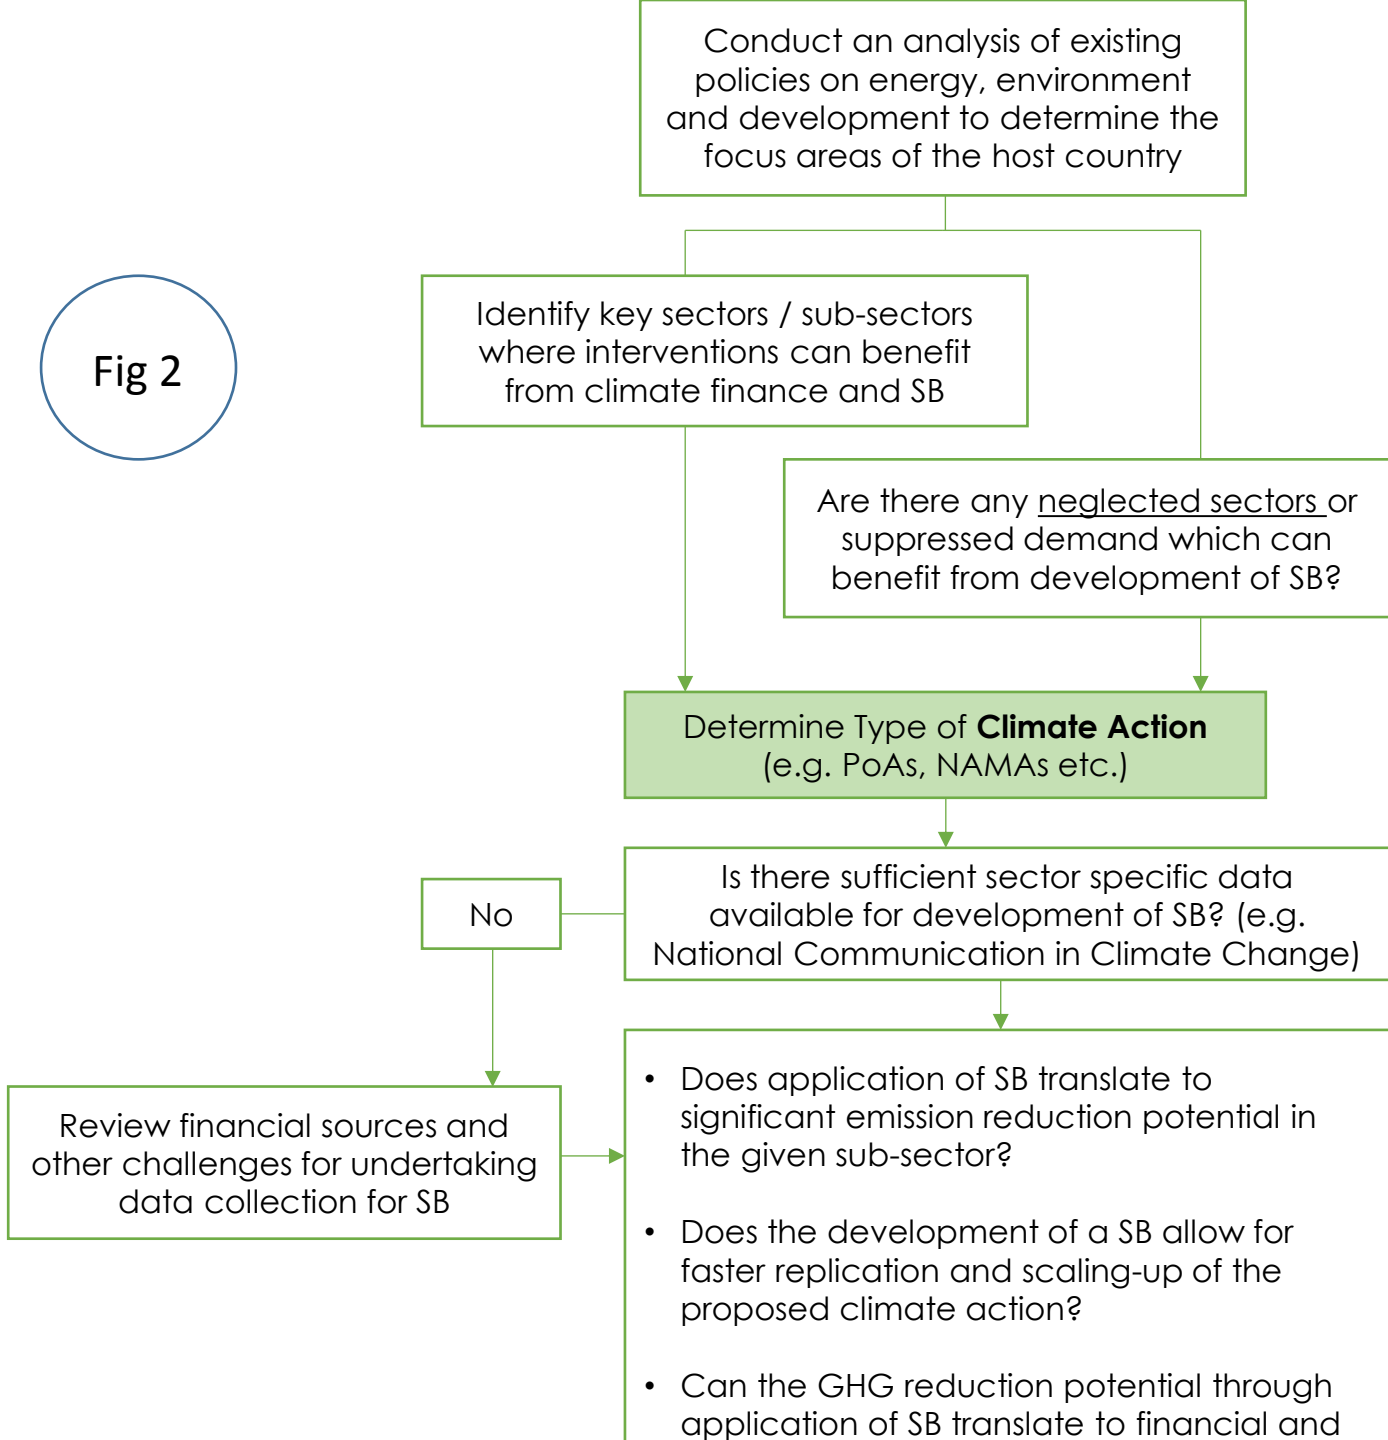 Conduct an analysis of existing
policies on energy, environment
and development to determine the
focus areas of the host country
Fig 2
Identify key sectors / sub-sectors
where interventions can benefit
from climate finance and SB
Are there any neglected sectors or
suppressed demand which can
benefit from development of SB?
Determine Type of Climate Action
(e.g. PoAs, NAMAs etc.)
Is there sufficient sector specific data
available for development of SB? (e.g.
National Communication in Climate Change)
No
Review financial sources and
other challenges for undertaking
data collection for SB
• Does application of SB translate to
significant emission reduction potential in
the given sub-sector?
• Does the development of a SB allow for
faster replication and scaling-up of the
proposed climate action?
• Can the GHG reduction potential through
application of SB translate to financial and